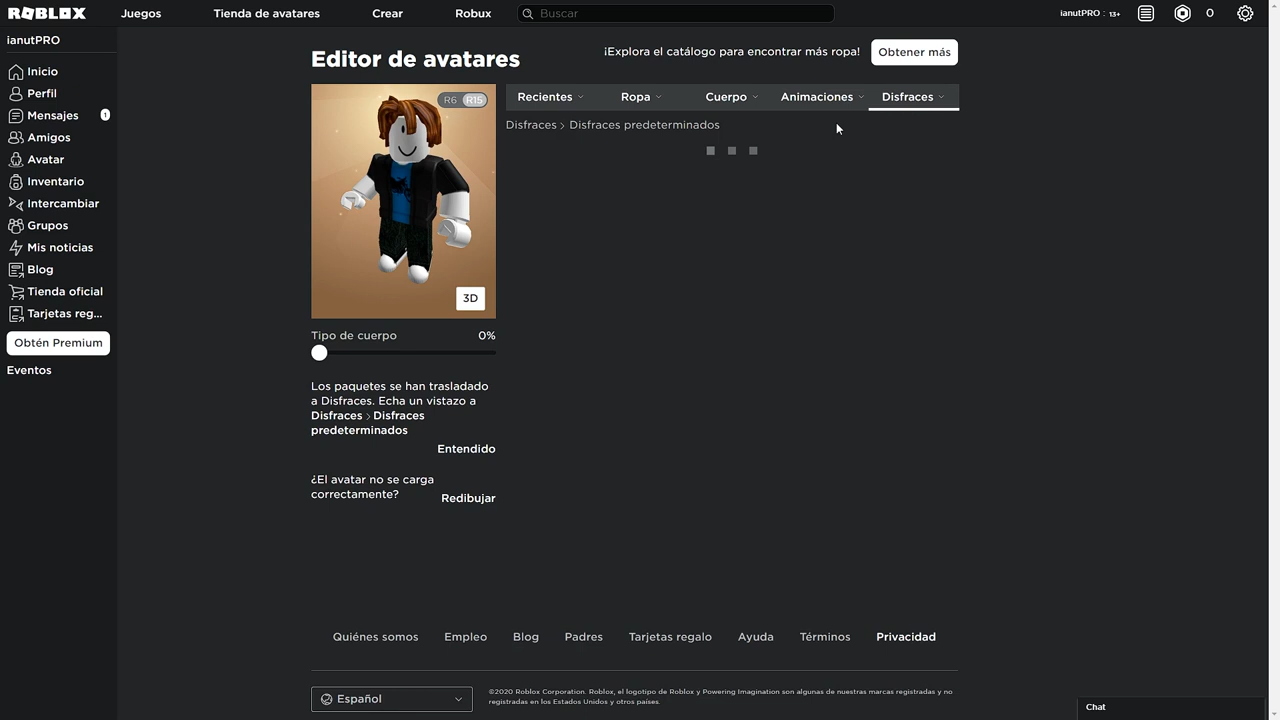 ROBLOX
Juegos
Tienda de avatares
Crear
Robux
Buscar
ianutPRO : 13+
0
ianutPRO
Inicio
Perfil
Mensajes
1
Amigos
Avatar
Inventario
Intercambiar
Grupos
Mis noticias
Blog
Tienda oficial
Tarjetas reg...
Obtén Premium
Eventos
Editor de avatares
¡Explora el catálogo para encontrar más ropa!
Obtener más
R6 R15
3D
Recientes
Ropa
Cuerpo
Animaciones
Disfraces
Disfraces > Disfraces predeterminados
Tipo de cuerpo 0%
Los paquetes se han trasladado
a Disfraces. Echa un vistazo a
Disfraces > Disfraces
predeterminados
Entendido
¿El avatar no se carga
correctamente?
Redibujar
Quiénes somos
Empleo
Blog
Padres
Tarjetas regalo
Ayuda
Términos
Privacidad
Español
©2020 Roblox Corporation. Roblox, el logotipo de Roblox y Powering Imagination son algunas de nuestras marcas registradas y no
registradas en los Estados Unidos y otros países.
Chat